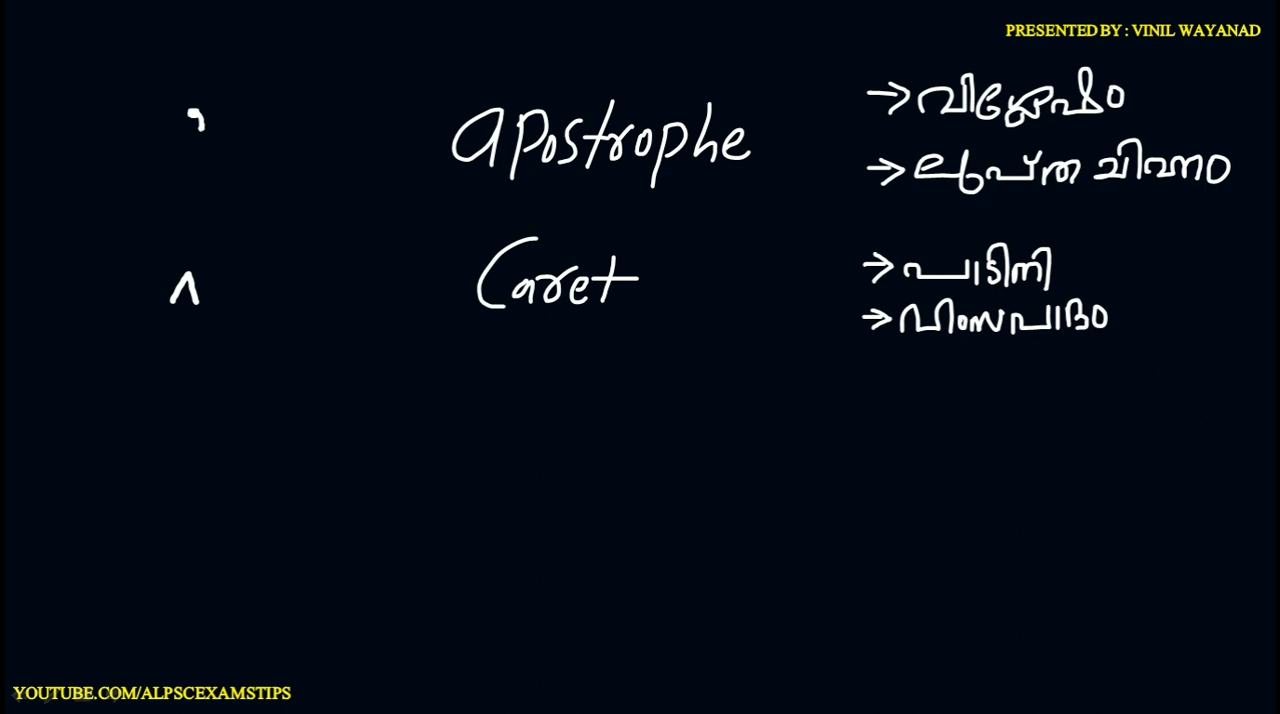 PRESENTED BY : VINIL WAYANAD
, apostrophe → വിശ്ലേഷം
→ ലുപ്ത ചിഹ്നം
^ Caret → പാടിനി
→ ഹംസപാദം
YOUTUBE.COM/ALPSCEXAMSTIPS